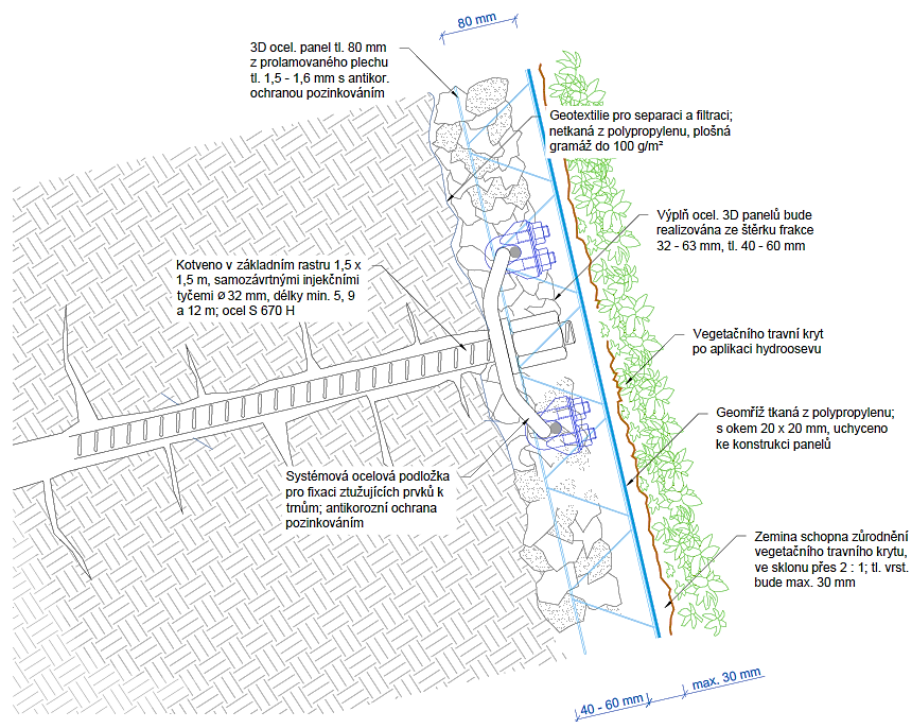 80 mm
3D ocel. panel tl. 80 mm
z prolamovaného plechu
tl. 1,5 - 1,6 mm s antikor.
ochranou pozinkováním
Geotextilie pro separaci a filtraci;
netkaná z polypropylenu, plošná
gramáž do 100 g/m²
Výplň ocel. 3D panelů bude
realizována ze štěrku frakce
32 - 63 mm, tl. 40 - 60 mm
Kotveno v základním rastru 1,5 x
1,5 m, samozávrtnými injekčními
tyčemi ø 32 mm, délky min. 5, 9
a 12 m; ocel S 670 H
Vegetačního travní kryt
po aplikaci hydroosevu
Geomříž tkaná z polypropylenu;
s okem 20 x 20 mm, uchyceno
ke konstrukci panelů
Systémová ocelová podložka
pro fixaci ztužujících prvků k
trnům; antikorozní ochrana
pozinkováním
Zemina schopna zúrodnění
vegetačního travního krytu,
ve sklonu přes 2 : 1; tl. vrst.
bude max. 30 mm
40 - 60 mm
max. 30 mm